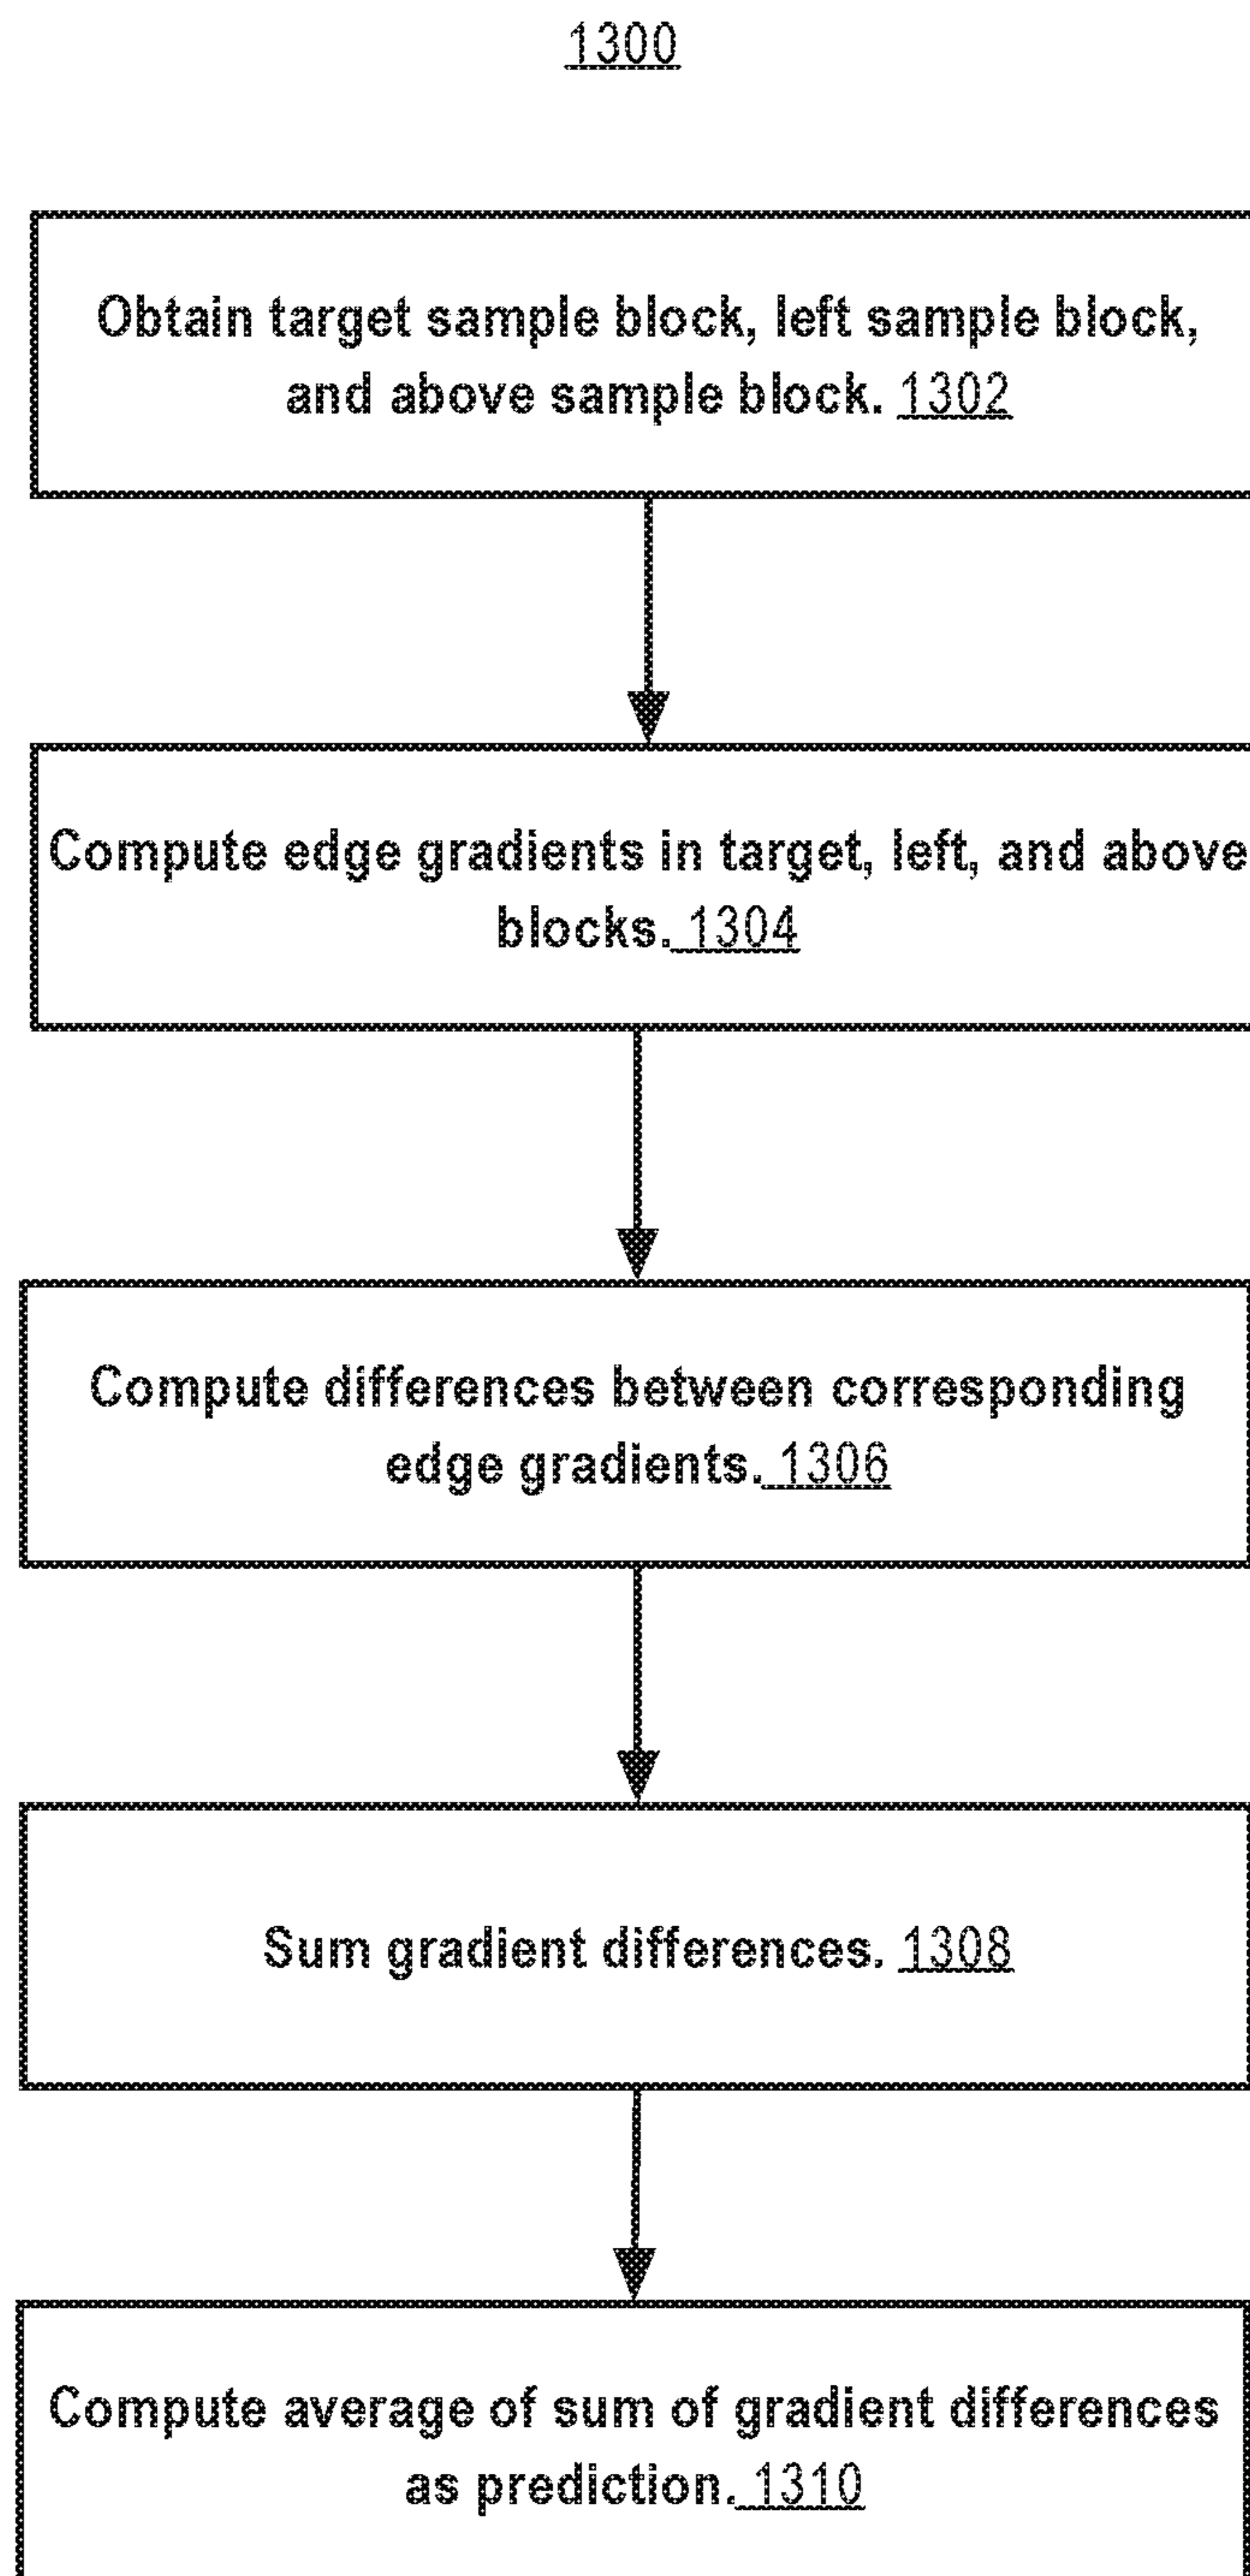 1300
Obtain target sample block, left sample block,
and above sample block. 1302
Compute edge gradients in target, left, and above
blocks. 1304
Compute differences between corresponding
edge gradients. 1306
Sum gradient differences. 1308
Compute average of sum of gradient differences
as prediction. 1310